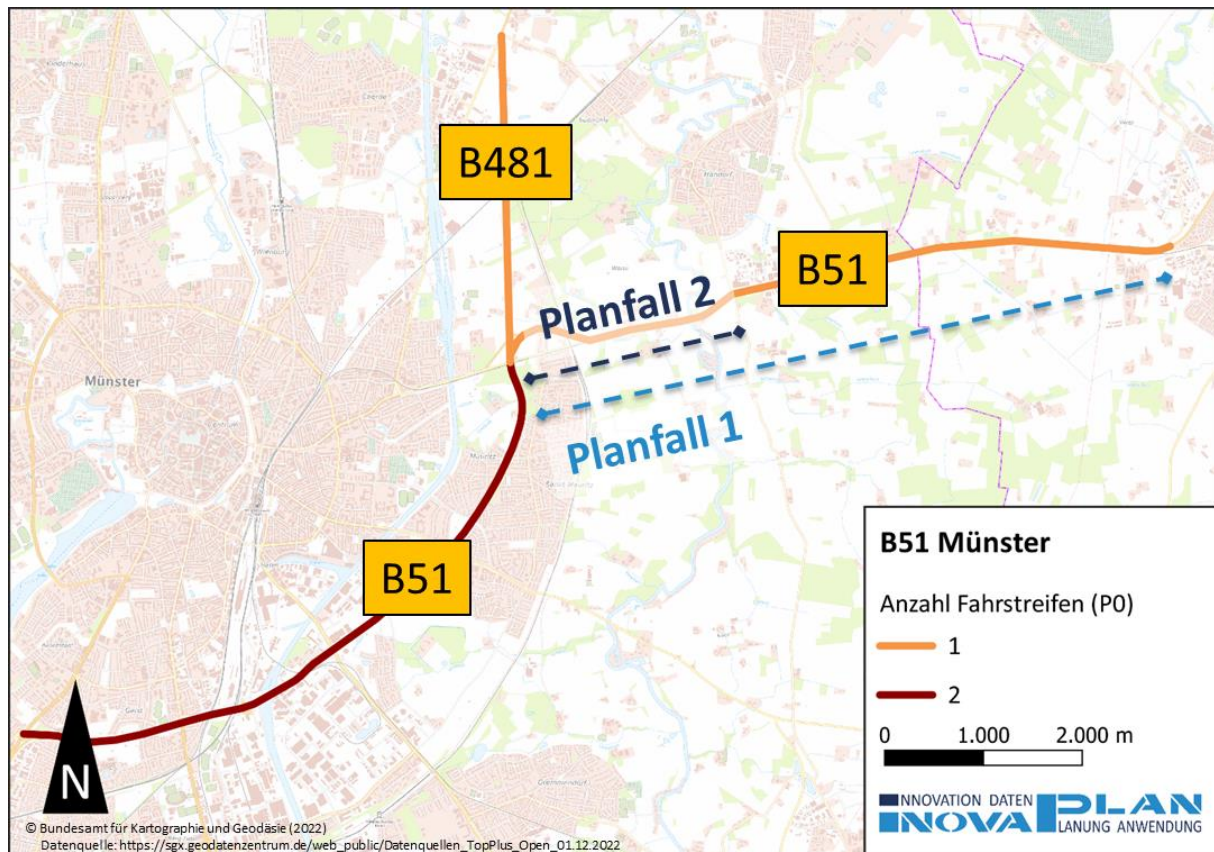 B481
B51
Planfall 2
Planfall 1
Münster
B51
B51 Münster
Anzahl Fahrstreifen (P0)
1
2
0 1.000 2.000 m
N
INNOVATION DATEN PLAN
INOVA LANUNG ANWENDUNG
© Bundesamt für Kartographie und Geodäsie (2022)
Datenquelle: https://sgx.geodatenzentrum.de/web_public/Datenquellen_TopPlus_Open_01.12.2022